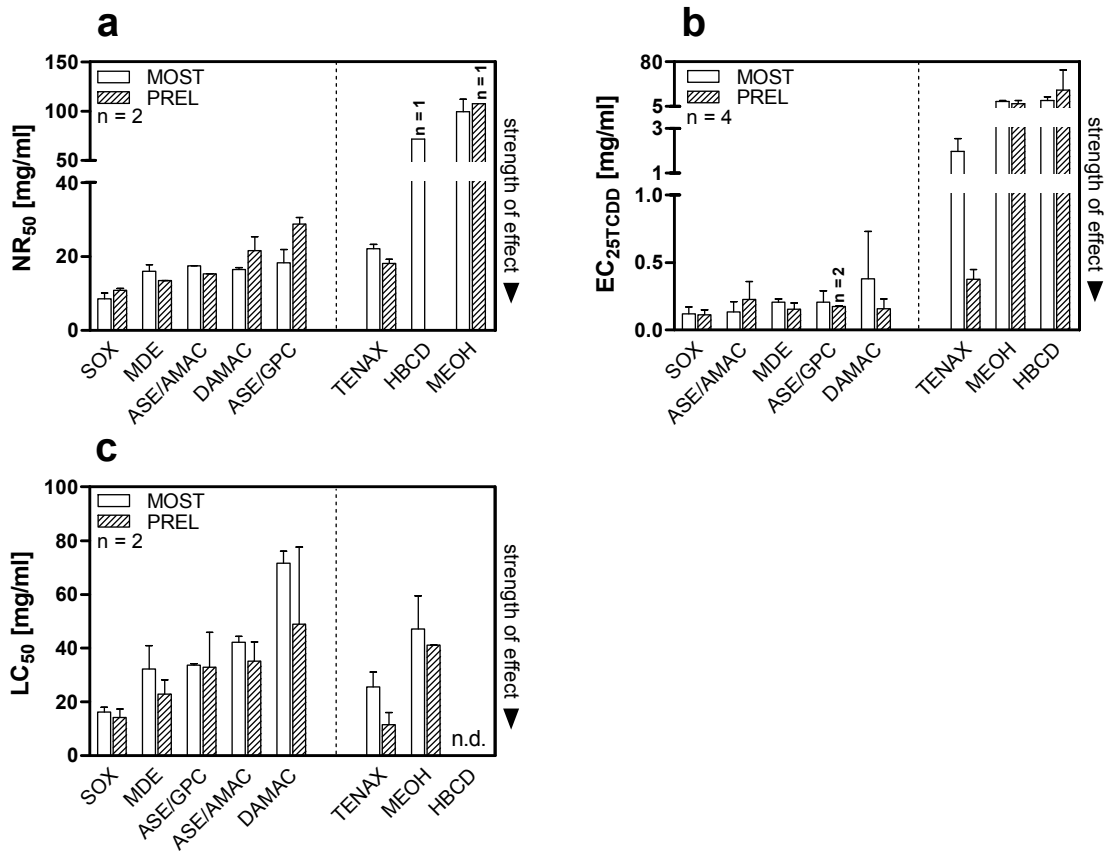 a
150
100
50
40
20
0
NR50 [mg/ml]
MOST
PREL
n = 2
n = 1
n = 1
strength of effect
SOX
MDE
ASE/AMAC
DAMAC
ASE/GPC
TENAX
HBCD
MEOH
b
80
5
3
1
1.0
0.5
0.0
EC25TCDD [mg/ml]
MOST
PREL
n = 4
n = 2
strength of effect
SOX
ASE/AMAC
MDE
ASE/GPC
DAMAC
TENAX
MEOH
HBCD
c
100
80
60
40
20
0
LC50 [mg/ml]
MOST
PREL
n = 2
n.d.
strength of effect
SOX
MDE
ASE/GPC
ASE/AMAC
DAMAC
TENAX
MEOH
HBCD